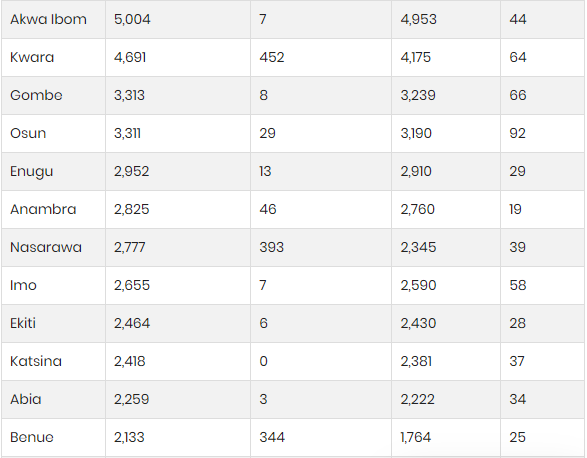 Akwa Ibom 5,004 7 4,953 44
Kwara 4,691 452 4,175 64
Gombe 3,313 8 3,239 66
Osun 3,311 29 3,190 92
Enugu 2,952 13 2,910 29
Anambra 2,825 46 2,760 19
Nasarawa 2,777 393 2,345 39
Imo 2,655 7 2,590 58
Ekiti 2,464 6 2,430 28
Katsina 2,418 0 2,381 37
Abia 2,259 3 2,222 34
Benue 2,133 344 1,764 25